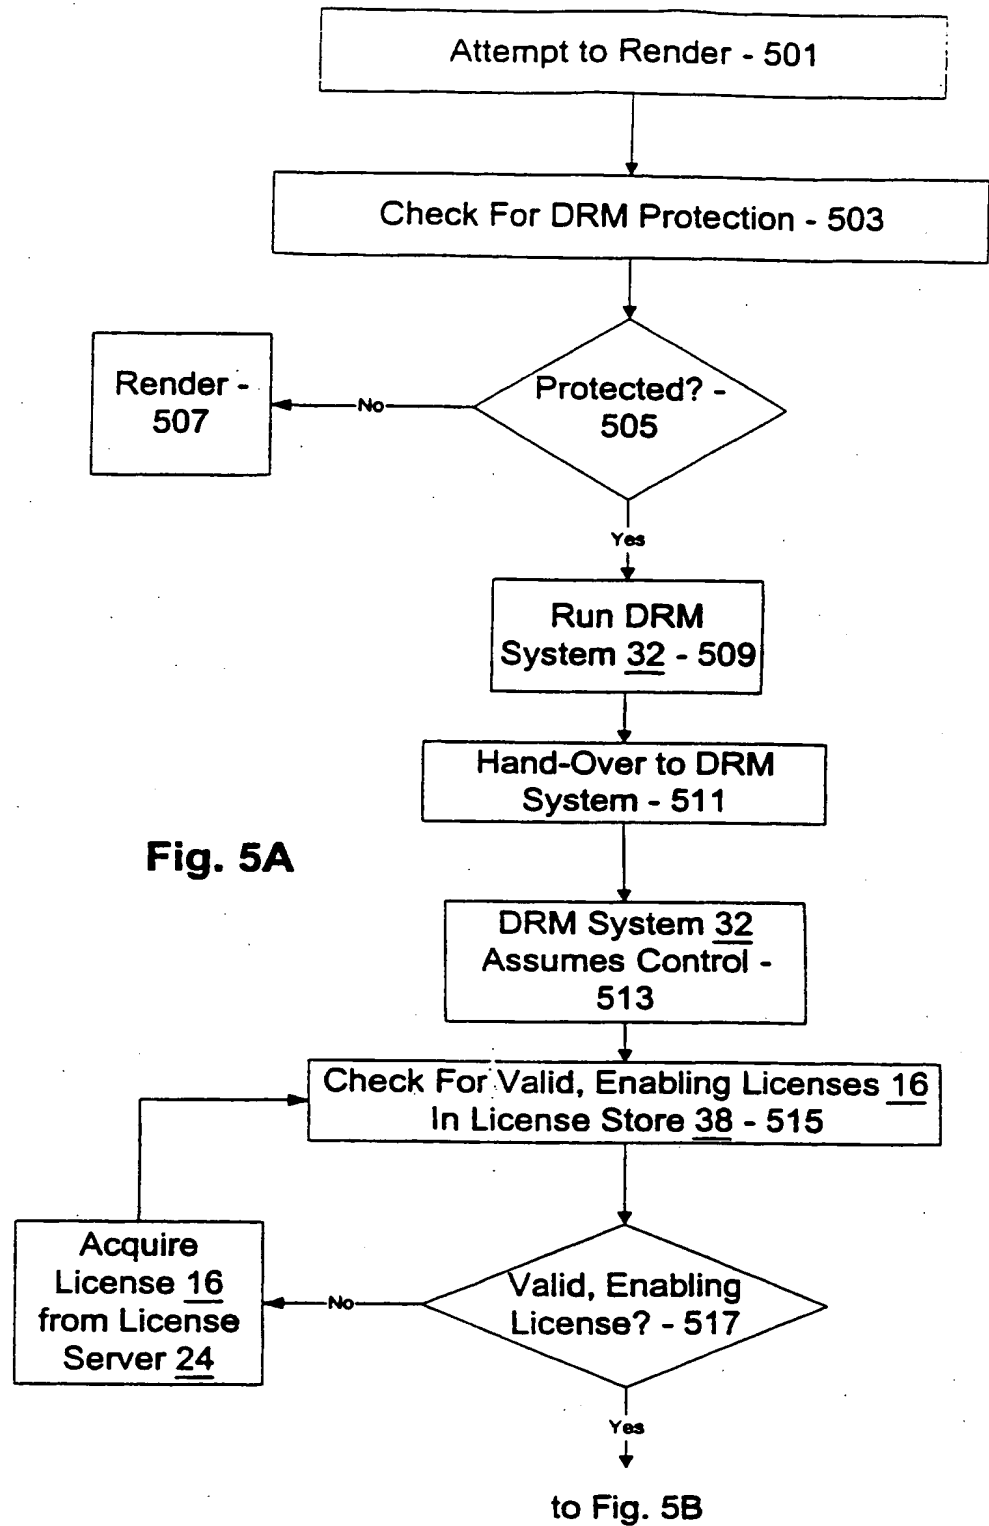 Attempt to Render - 501
Check For DRM Protection - 503
Protected? -
505
No
Render -
507
Yes
Run DRM
System 32 - 509
Hand-Over to DRM
System - 511
Fig. 5A
DRM System 32
Assumes Control -
513
Check For Valid, Enabling Licenses 16
In License Store 38 - 515
Valid, Enabling
License? - 517
No
Acquire
License 16
from License
Server 24
Yes
to Fig. 5B